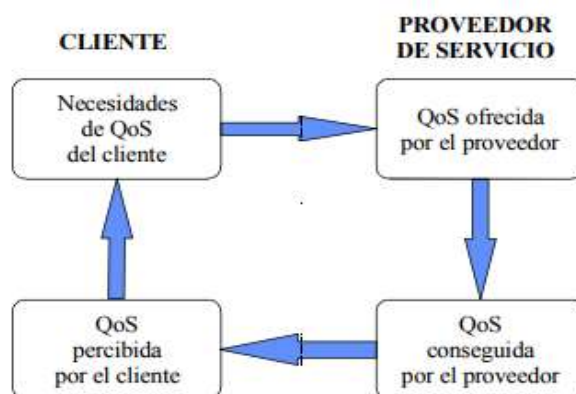 CLIENTE
PROVEEDOR
DE SERVICIO
Necesidades
de QoS
del cliente
QoS ofrecida
por el proveedor
QoS
percibida
por el cliente
QoS
conseguida
por el proveedor